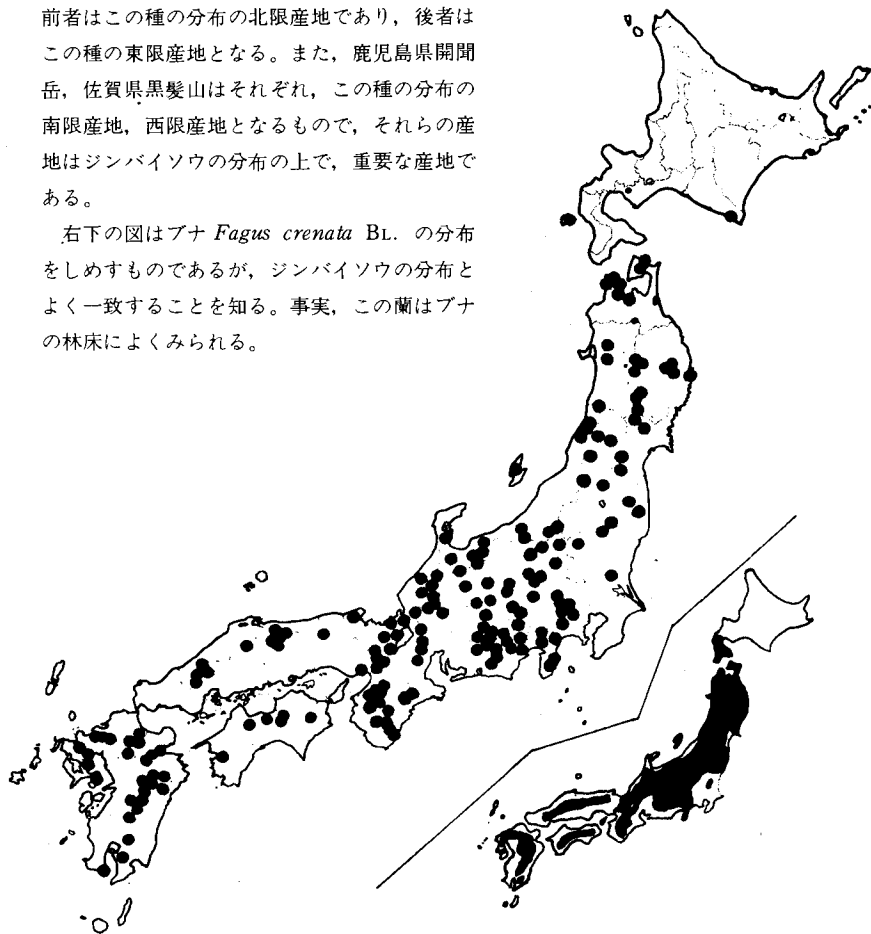 前者はこの種の分布の北限産地であり，後者は
この種の東限産地となる。また，鹿児島県開聞
岳，佐賀県黒髪山はそれぞれ，この種の分布の
南限産地，西限産地となるもので，それらの産
地はジンバイソウの分布の上で，重要な産地で
ある。
右下の図はブナ Fagus crenata BL. の分布
をしめすものであるが，ジンバイソウの分布と
よく一致することを知る。事実，この蘭はブナ
の林床によくみられる。